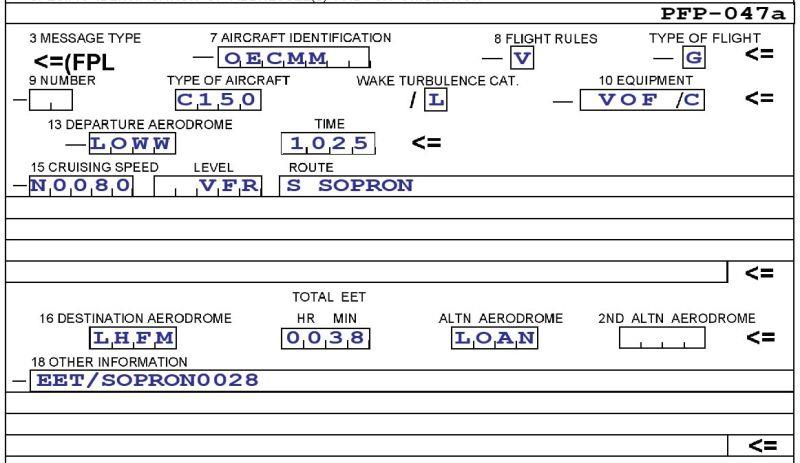 PFP-047a
3 MESSAGE TYPE 7 AIRCRAFT IDENTIFICATION 8 FLIGHT RULES TYPE OF FLIGHT
<=(FPL — OECMM — V — G <=
9 NUMBER TYPE OF AIRCRAFT WAKE TURBULENCE CAT. 10 EQUIPMENT
— C150 / L — VOF /C <=
13 DEPARTURE AERODROME TIME
— LOWW 1025 <=
15 CRUISING SPEED LEVEL ROUTE
— N0080 VFR S SOPRON
<=
TOTAL EET
16 DESTINATION AERODROME HR MIN ALTN AERODROME 2ND ALTN AERODROME
LHFM 0038 LOAN <=
18 OTHER INFORMATION
— EET/SOPRON0028
<=